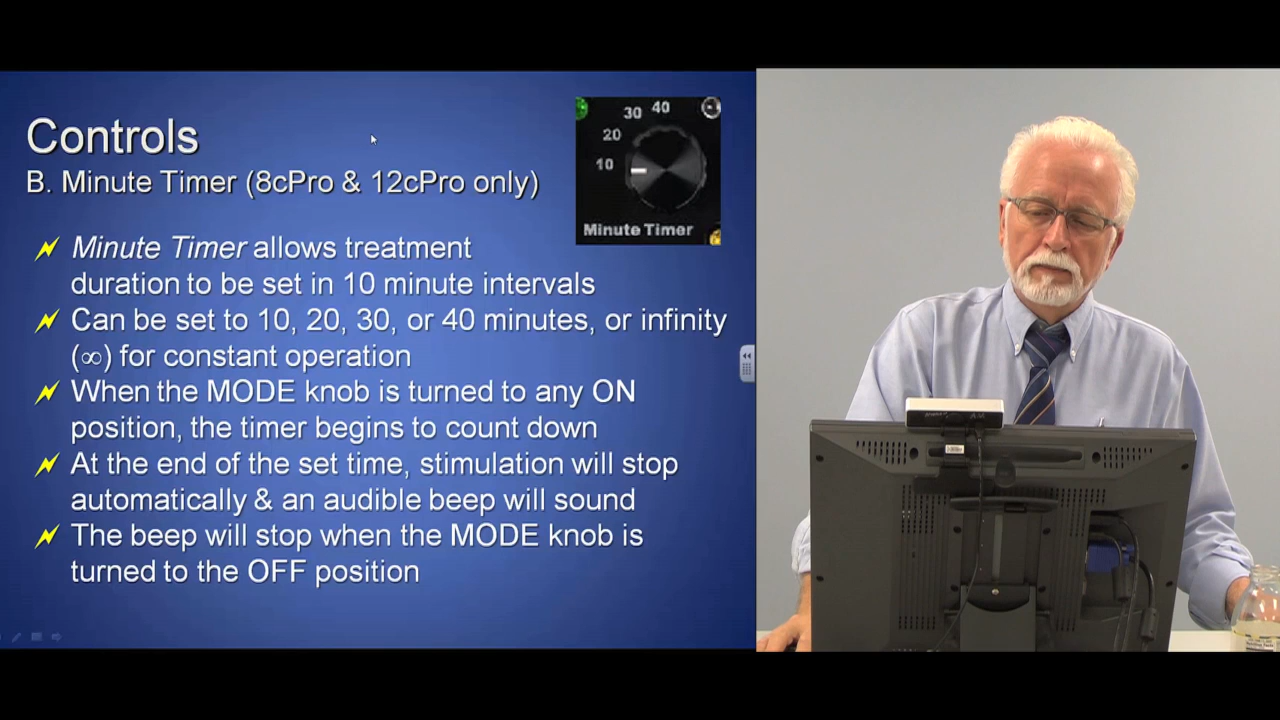 Controls
B. Minute Timer (8cPro & 12cPro only)
10
20
30
40
Minute Timer
Minute Timer allows treatment
duration to be set in 10 minute intervals
Can be set to 10, 20, 30, or 40 minutes, or infinity
(∞) for constant operation
When the MODE knob is turned to any ON
position, the timer begins to count down
At the end of the set time, stimulation will stop
automatically & an audible beep will sound
The beep will stop when the MODE knob is
turned to the OFF position